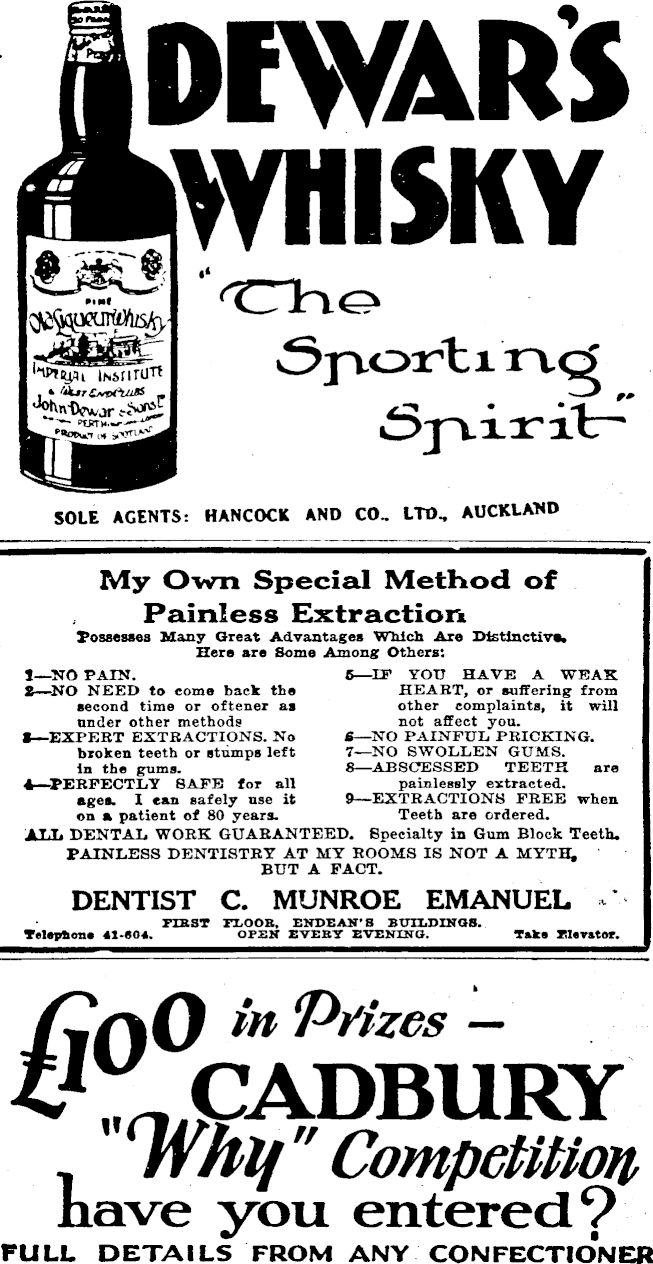 DEWAR'S
WHISKY
"The
Sporting
Spirit"
FINE
Old Liqueur Whisky
IMPERIAL INSTITUTE
& WEST END CLUBS
John Dewar & Sons Ltd
PERTH
PRODUCT OF SCOTLAND
SOLE AGENTS: HANCOCK AND CO., LTD., AUCKLAND
My Own Special Method of
Painless Extraction
Possesses Many Great Advantages Which Are Distinctive.
Here are Some Among Others:
1—NO PAIN.
2—NO NEED to come back the
second time or oftener as
under other methods
3—EXPERT EXTRACTIONS. No
broken teeth or stumps left
in the gums.
4—PERFECTLY SAFE for all
ages. I can safely use it
on a patient of 80 years.
5—IF YOU HAVE A WEAK
HEART, or suffering from
other complaints, it will
not affect you.
6—NO PAINFUL PRICKING.
7—NO SWOLLEN GUMS.
8—ABSCESSED TEETH are
painlessly extracted.
9—EXTRACTIONS FREE when
Teeth are ordered.
ALL DENTAL WORK GUARANTEED. Specialty in Gum Block Teeth.
PAINLESS DENTISTRY AT MY ROOMS IS NOT A MYTH,
BUT A FACT.
DENTIST C. MUNROE EMANUEL
FIRST FLOOR, ENDEAN'S BUILDINGS.
Telephone 41-604. OPEN EVERY EVENING. Take Elevator.
£100 in Prizes —
CADBURY
"Why" Competition
have you entered?
FULL DETAILS FROM ANY CONFECTIONER